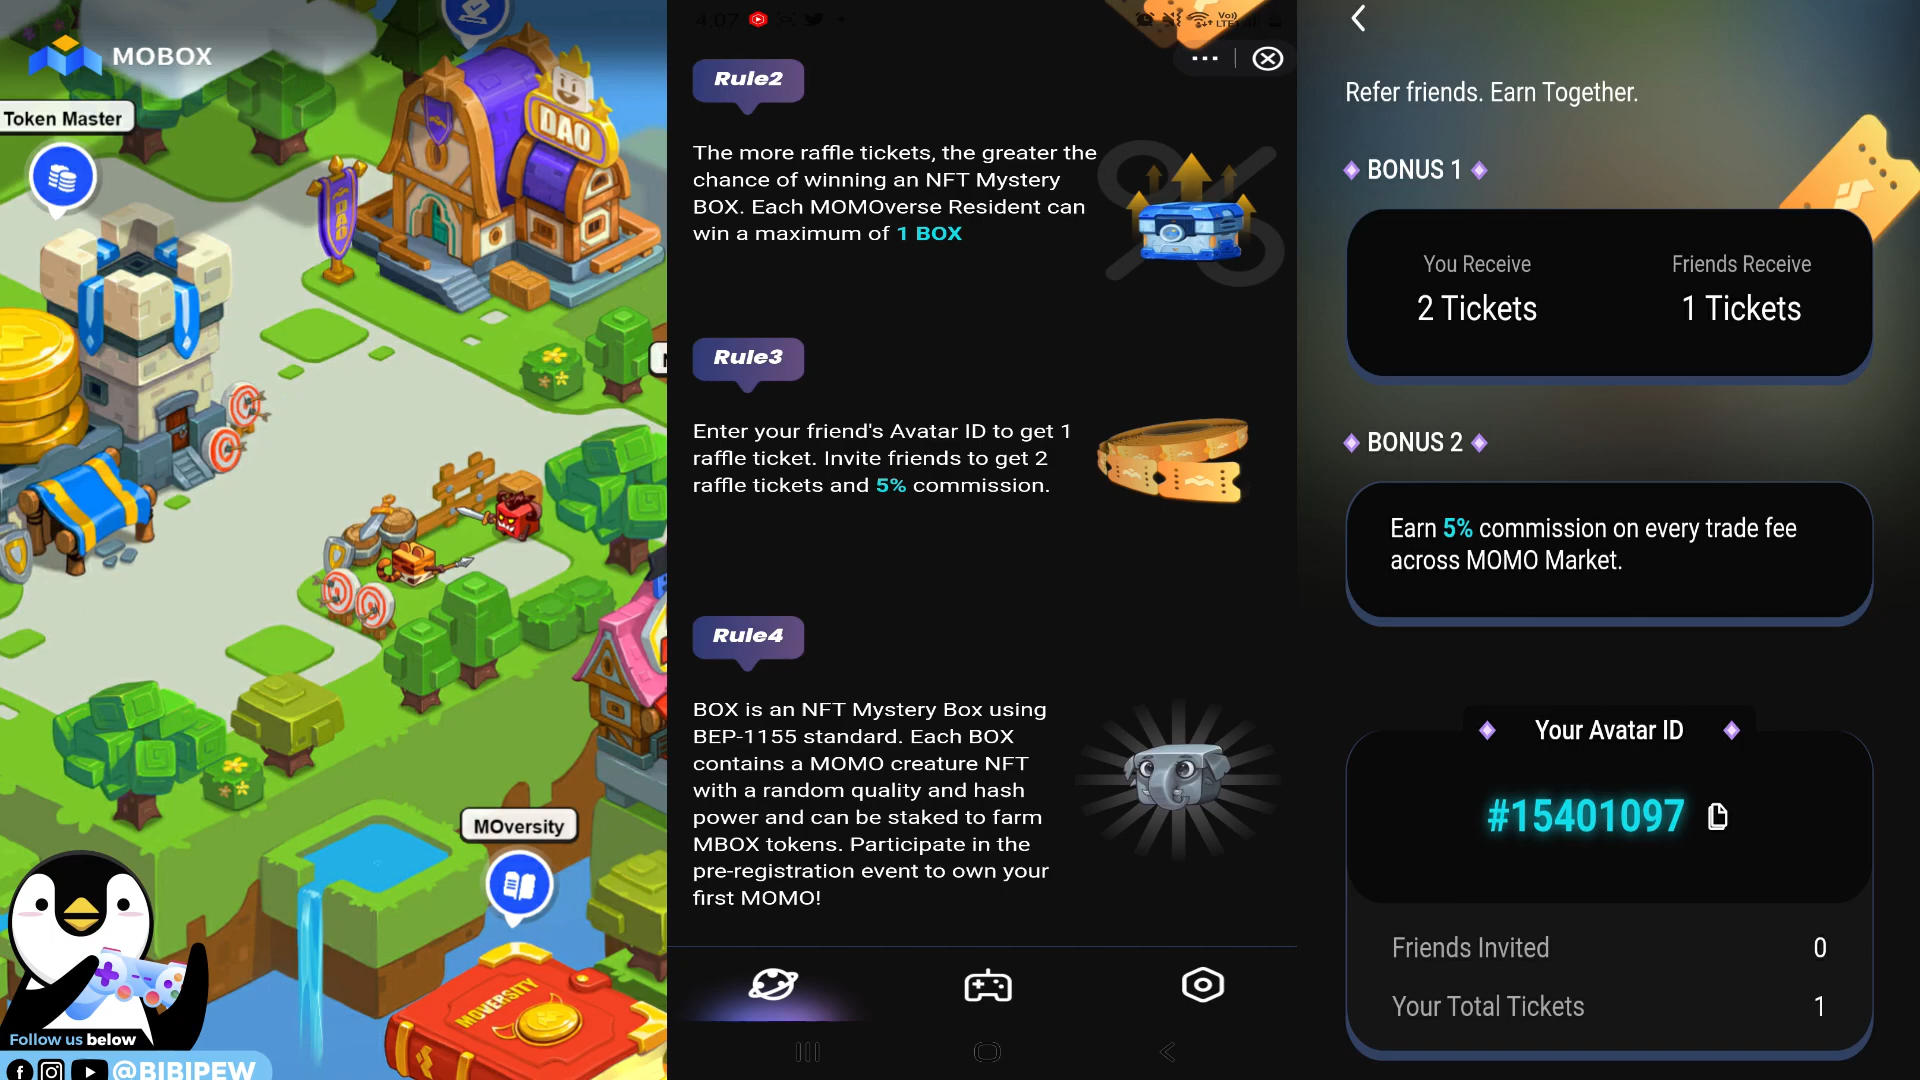 MOBOX
Token Master
DAO
DAO
MOversity
MOVERSITY
Follow us below
@BIBIPEW
4:07
Vo)
LTE
Rule2
The more raffle tickets, the greater the
chance of winning an NFT Mystery
BOX. Each MOMOverse Resident can
win a maximum of 1 BOX
Rule3
Enter your friend's Avatar ID to get 1
raffle ticket. Invite friends to get 2
raffle tickets and 5% commission.
Rule4
BOX is an NFT Mystery Box using
BEP-1155 standard. Each BOX
contains a MOMO creature NFT
with a random quality and hash
power and can be staked to farm
MBOX tokens. Participate in the
pre-registration event to own your
first MOMO!
Refer friends. Earn Together.
BONUS 1
You Receive
Friends Receive
2 Tickets
1 Tickets
BONUS 2
Earn 5% commission on every trade fee
across MOMO Market.
Your Avatar ID
#15401097
Friends Invited
0
Your Total Tickets
1